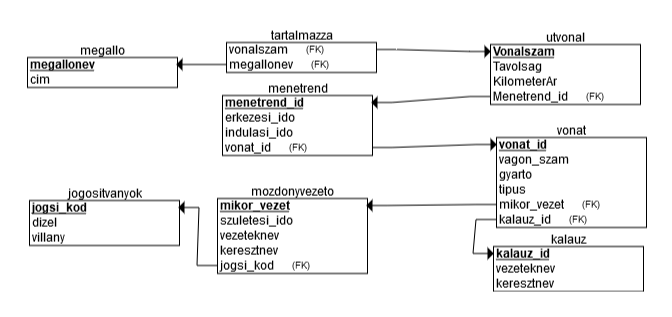 megallo
megallonev
cim
tartalmazza
vonalszam (FK)
megallonev (FK)
utvonal
Vonalszam
Tavolsag
KilometerAr
Menetrend_id (FK)
menetrend
menetrend_id
erkezesi_ido
indulasi_ido
vonat_id (FK)
vonat
vonat_id
vagon_szam
gyarto
tipus
mikor_vezet (FK)
kalauz_id (FK)
jogositvanyok
jogsi_kod
dizel
villany
mozdonyvezeto
mikor_vezet
szuletesi_ido
vezeteknev
keresztnev
jogsi_kod (FK)
kalauz
kalauz_id
vezeteknev
keresztnev